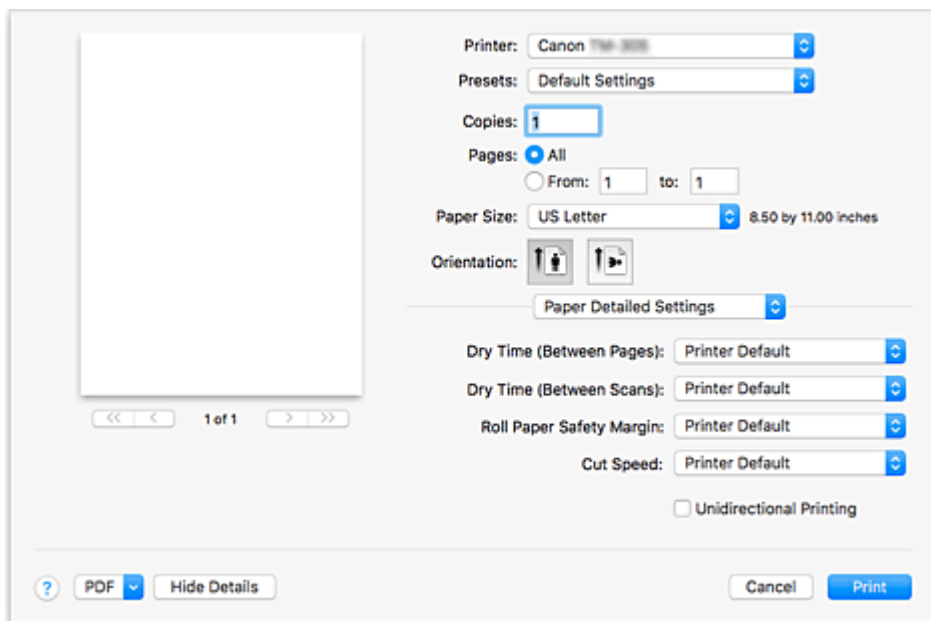 Printer: Canon
Presets: Default Settings
Copies: 1
Pages: All
From: 1 to: 1
Paper Size: US Letter 8.50 by 11.00 inches
Orientation:
Paper Detailed Settings
Dry Time (Between Pages): Printer Default
Dry Time (Between Scans): Printer Default
<< < 1 of 1 > >>
Roll Paper Safety Margin: Printer Default
Cut Speed: Printer Default
Unidirectional Printing
? PDF Hide Details Cancel Print